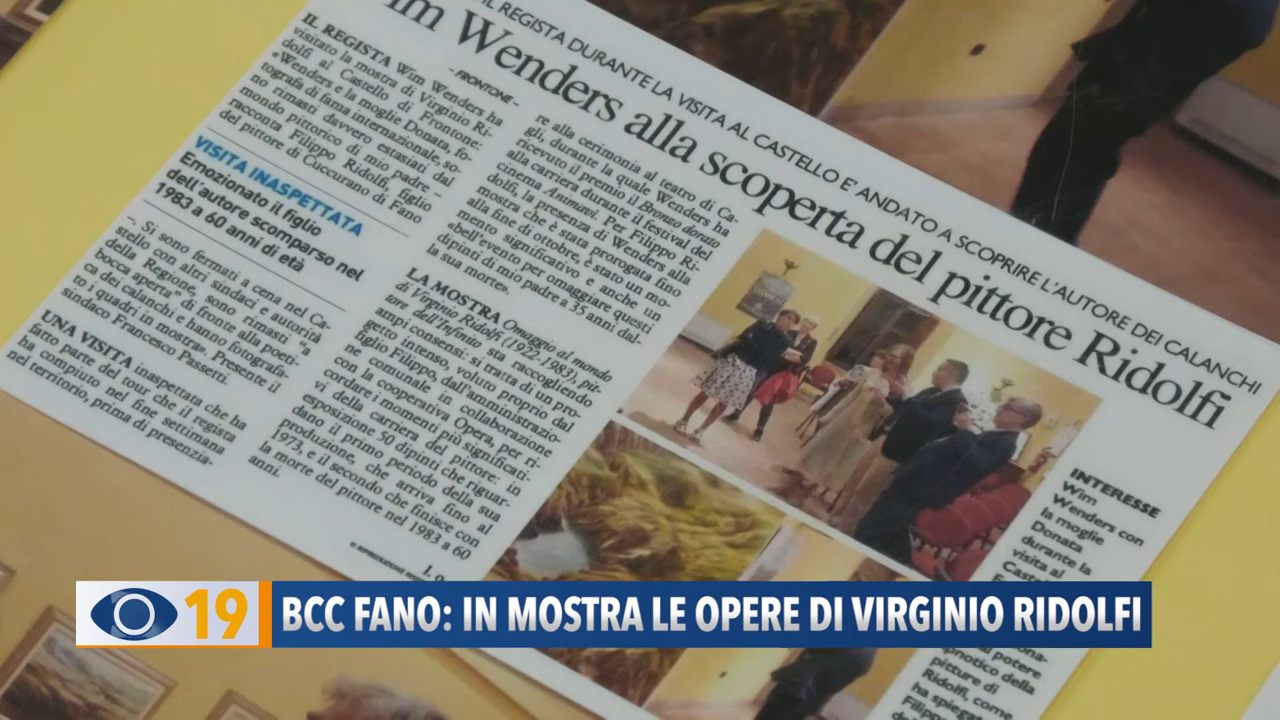 IL REGISTA DURANTE LA VISITA AL CASTELLO E' ANDATO A SCOPRIRE L'AUTORE DEI CALANCHI
Wenders alla scoperta del pittore Ridolfi
– FRONTONE –
IL REGISTA Wim Wenders ha
visitato la mostra di Virginio Ri-
dolfi al Castello di Frontone:
«Wenders e la moglie Donata, fo-
tografa di fama internazionale, so-
no rimasti davvero estasiati dal
mondo pittorico di mio padre –
racconta Filippo Ridolfi, figlio
del pittore di Cuccurano di Fano
VISITA INASPETTATA
Emozionato il figlio
dell'autore scomparso nel
1983 a 60 anni di età
–. Si sono fermati a cena nel Ca-
stello con altri sindaci e autorità
della Regione, sono rimasti "a
bocca aperta" di fronte alla poeti-
ca dei calanchi e hanno fotografa-
to i quadri in mostra». Presente il
sindaco Francesco Passetti.
UNA VISITA inaspettata che ha
fatto parte del tour che il regista
ha compiuto nel fine settimana
nel territorio, prima di presenzia-
re alla cerimonia al teatro di Ca-
gli, durante la quale Wenders ha
ricevuto il premio il Bronzo dorato
alla carriera durante il festival del
cinema Animavì. Per Filippo Ri-
dolfi, la presenza di Wenders alla
mostra che è stata prorogata fino
alla fine di ottobre, è stato un mo-
mento significativo e anche un
«bell'evento per omaggiare questi
dipinti di mio padre a 35 anni dal-
la sua morte».
LA MOSTRA Omaggio al mondo
di Virginio Ridolfi (1922-1983), pit-
tore dell'Infinito sta raccogliendo
ampi consensi: si tratta di un pro-
getto intenso, voluto proprio dal
figlio Filippo, dall'amministrazio-
ne comunale in collaborazione
con la cooperativa Opera, per ri-
cordare i momenti più significati-
vi della carriera del pittore: in
esposizione 50 dipinti che riguar-
dano il primo periodo della sua
produzione, che arriva fino al
1973, e il secondo che finisce con
la morte del pittore nel 1983 a 60
anni.
INTERESSE
Wim
Wenders con
la moglie
Donata
durante la
visita al
al potere
ipnotico della
pitture di
Ridolfi, come
ha spiegato
Filippo
19
BCC FANO: IN MOSTRA LE OPERE DI VIRGINIO RIDOLFI